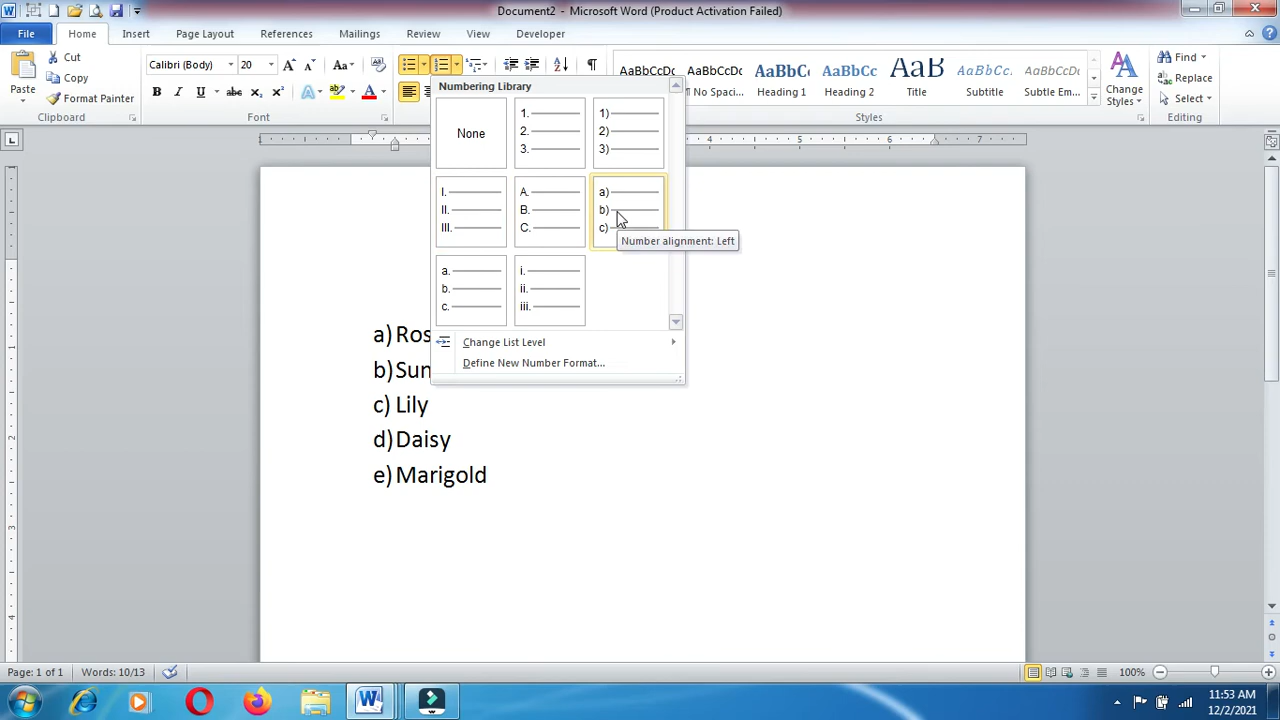 Document2 - Microsoft Word (Product Activation Failed)
File Home Insert Page Layout References Mailings Review View Developer
Paste
Cut
Copy
Format Painter
Clipboard
Calibri (Body) 20
Font
AaBbCcDc AaBbCcDc AaBbCc AaBbCc AaB AaBbCc. AaBbCcDc
¶ No Spaci... Heading 1 Heading 2 Title Subtitle Subtle Em...
Styles
Change Styles
Find
Replace
Select
Editing
Numbering Library
None
1.
2.
3.
1)
2)
3)
I.
II.
III.
A.
B.
C.
a)
b)
c)
Number alignment: Left
a.
b.
c.
i.
ii.
iii.
Change List Level
Define New Number Format...
4 5 6 7
a) Ros
b) Sun
c) Lily
d) Daisy
e) Marigold
Page: 1 of 1 Words: 10/13 100%
11:53 AM
12/2/2021